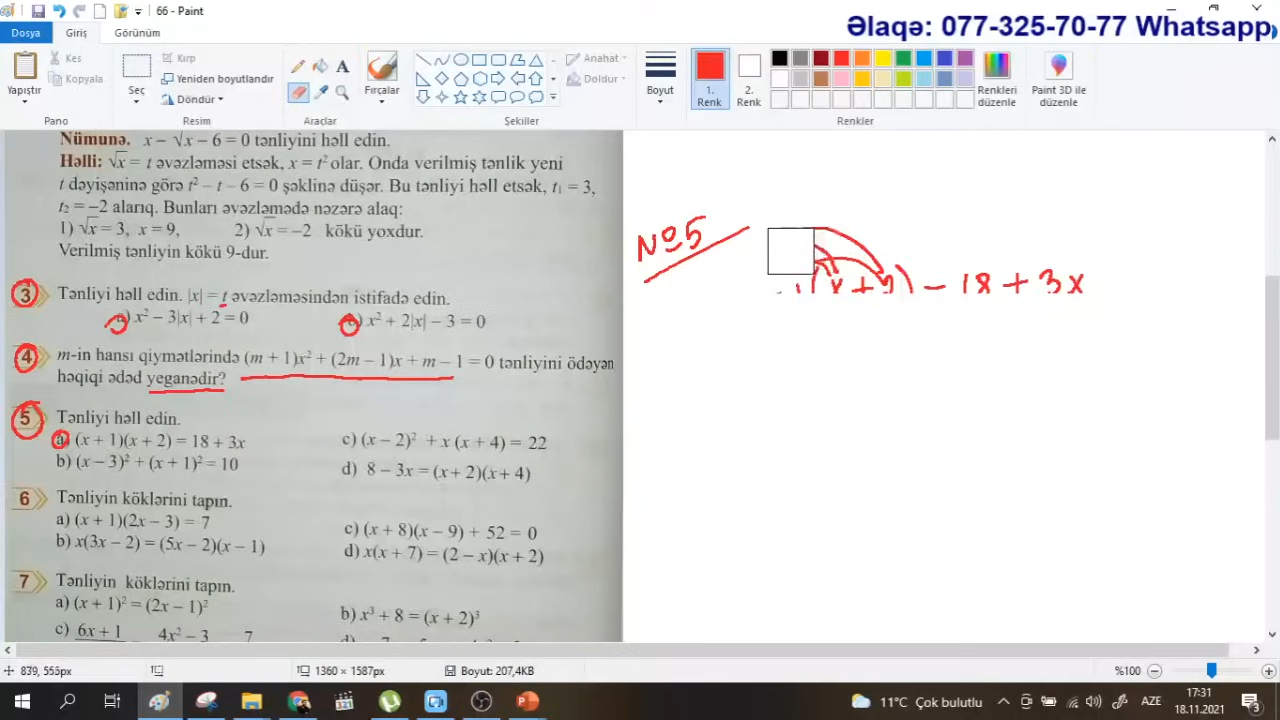 66 - Paint
Əlaqə: 077-325-70-77 Whatsapp
Dosya Giriş Görünüm
Yapıştır
Kes
Kopyala
Pano
Seç
Kırp
Yeniden boyutlandır
Döndür
Resim
Araçlar
Fırçalar
Şekiller
Anahat
Doldur
Boyut
1. Renk
2. Renk
Renkler
Renkleri düzenle
Paint 3D ile düzenle
Nümunə. x − √x − 6 = 0 tənliyini həll edin.
Həlli: √x = t əvəzləməsi etsək, x = t² olar. Onda verilmiş tənlik yeni
t dəyişəninə görə t² − t − 6 = 0 şəklinə düşər. Bu tənliyi həll etsək, t₁ = 3,
t₂ = −2 alarıq. Bunları əvəzləmədə nəzərə alaq:
1) √x = 3, x = 9, 2) √x = −2 kökü yoxdur.
Verilmiş tənliyin kökü 9-dur.
3 Tənliyi həll edin. |x| = t əvəzləməsindən istifadə edin.
a) x² − 3|x| + 2 = 0 x² + 2|x| − 3 = 0
4 m-in hansı qiymətlərində (m + 1)x² + (2m − 1)x + m − 1 = 0 tənliyini ödəyən
həqiqi ədəd yeganədir?
5 Tənliyi həll edin.
a) (x + 1)(x + 2) = 18 + 3x c) (x − 2)² + x (x + 4) = 22
b) (x − 3)² + (x + 1)² = 10 d) 8 − 3x = (x + 2)(x + 4)
6 Tənliyin köklərini tapın.
a) (x + 1)(2x − 3) = 7 c) (x + 8)(x − 9) + 52 = 0
b) x(3x − 2) = (5x − 2)(x − 1) d) x(x + 7) = (2 − x)(x + 2)
7 Tənliyin köklərini tapın.
a) (x + 1)² = (2x − 1)² b) x³ + 8 = (x + 2)³
c) 6x + 1 4x² − 3 7
№5
(x + 2) − 18 + 3x
839, 555px 1360 × 1587px Boyut: 207,4KB %100
11°C Çok bulutlu AZE 17:31
18.11.2021
3